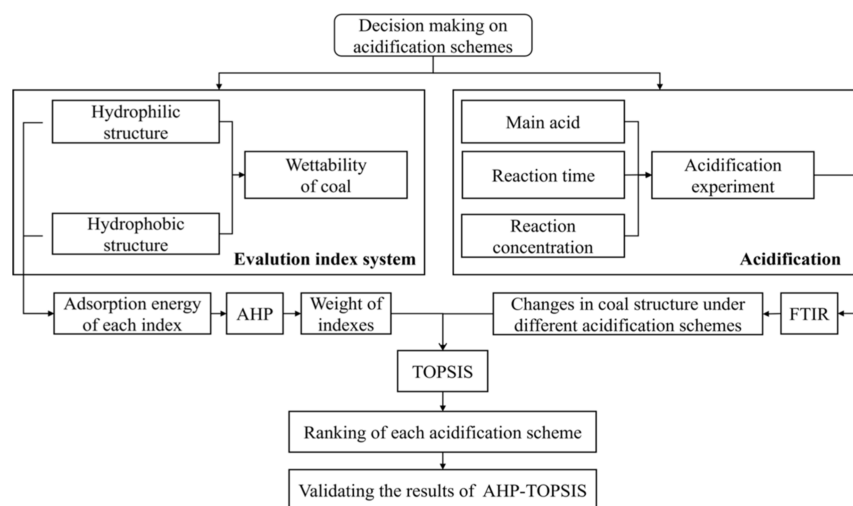 Decision making on
acidification schemes
Hydrophilic
structure
Wettability
of coal
Hydrophobic
structure
Evalution index system
Main acid
Reaction time
Reaction
concentration
Acidification
experiment
Acidification
Adsorption energy
of each index
AHP
Weight of
indexes
Changes in coal structure under
different acidification schemes
FTIR
TOPSIS
Ranking of each acidification scheme
Validating the results of AHP-TOPSIS